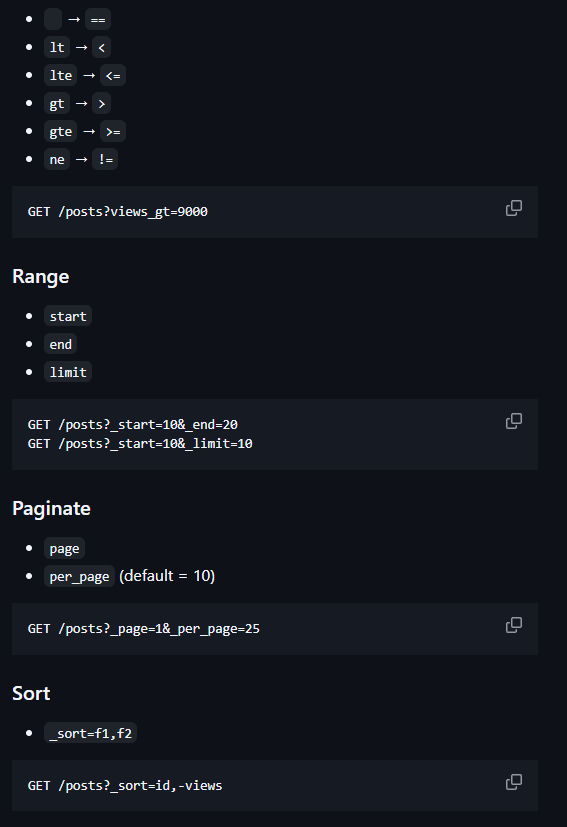 → ==
lt → <
lte → <=
gt → >
gte → >=
ne → !=
GET /posts?views_gt=9000
Range
start
end
limit
GET /posts?_start=10&_end=20
GET /posts?_start=10&_limit=10
Paginate
page
per_page (default = 10)
GET /posts?_page=1&_per_page=25
Sort
_sort=f1,f2
GET /posts?_sort=id,-views